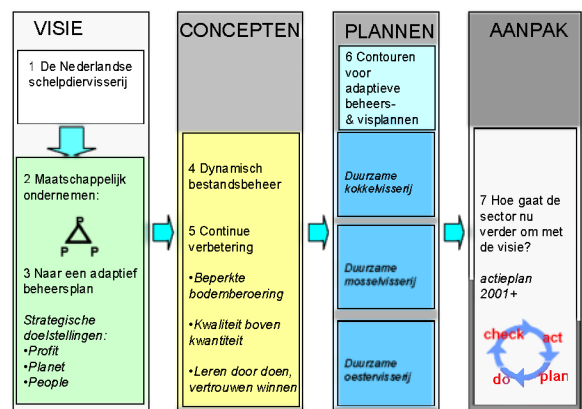 VISIE
1 De Nederlandse
schelpdiervisserij
2 Maatschappelijk
ondernemen:
P
P P
3 Naar een adaptief
beheersplan
Strategische
doelstellingen:
•Profit
•Planet
•People
CONCEPTEN
4 Dynamisch
bestandsbeheer
5 Continue
verbetering
•Beperkte
bodemberoering
•Kwaliteit boven
kwantiteit
•Leren door doen,
vertrouwen winnen
PLANNEN
6 Contouren
voor
adaptieve
beheers-
& visplannen
Duurzame
kokkelvisserij
Duurzame
mosselvisserij
Duurzame
oestervisserij
AANPAK
7 Hoe gaat de
sector nu
verder om met
de visie?
actieplan
2001+
check act
do plan